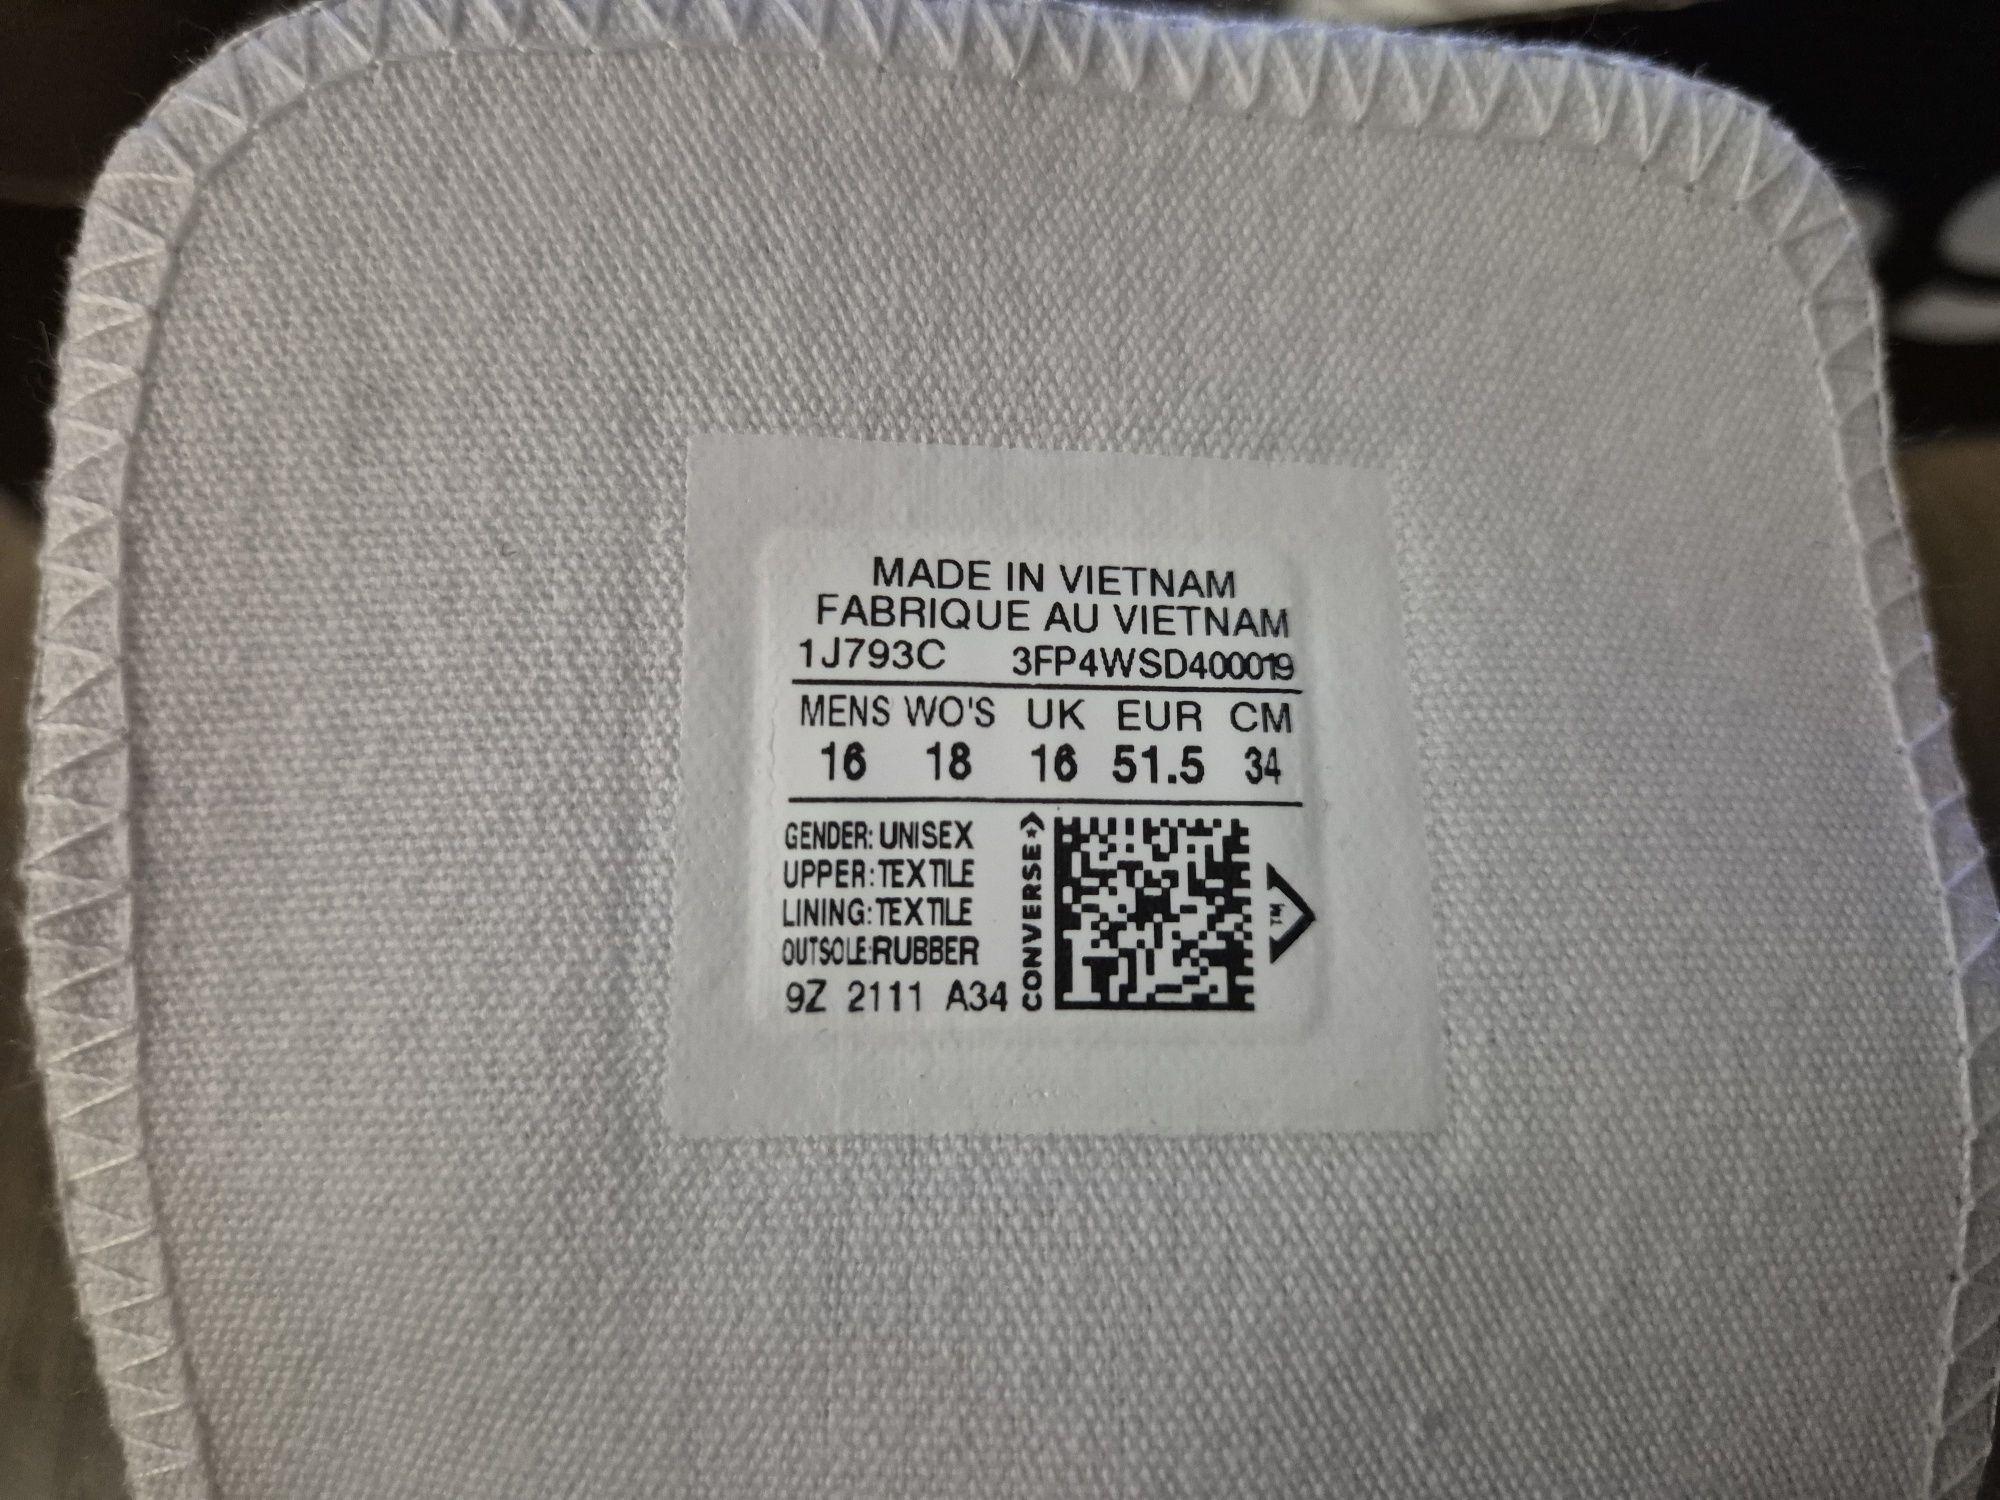 MADE IN VIETNAM
FABRIQUE AU VIETNAM
1J793C 3FP4WSD400019
MENS WO'S UK EUR CM
16 18 16 51.5 34
GENDER: UNISEX
UPPER: TEXTILE
LINING: TEXTILE
OUTSOLE: RUBBER
9Z 2111 A34
CONVERSE
TM